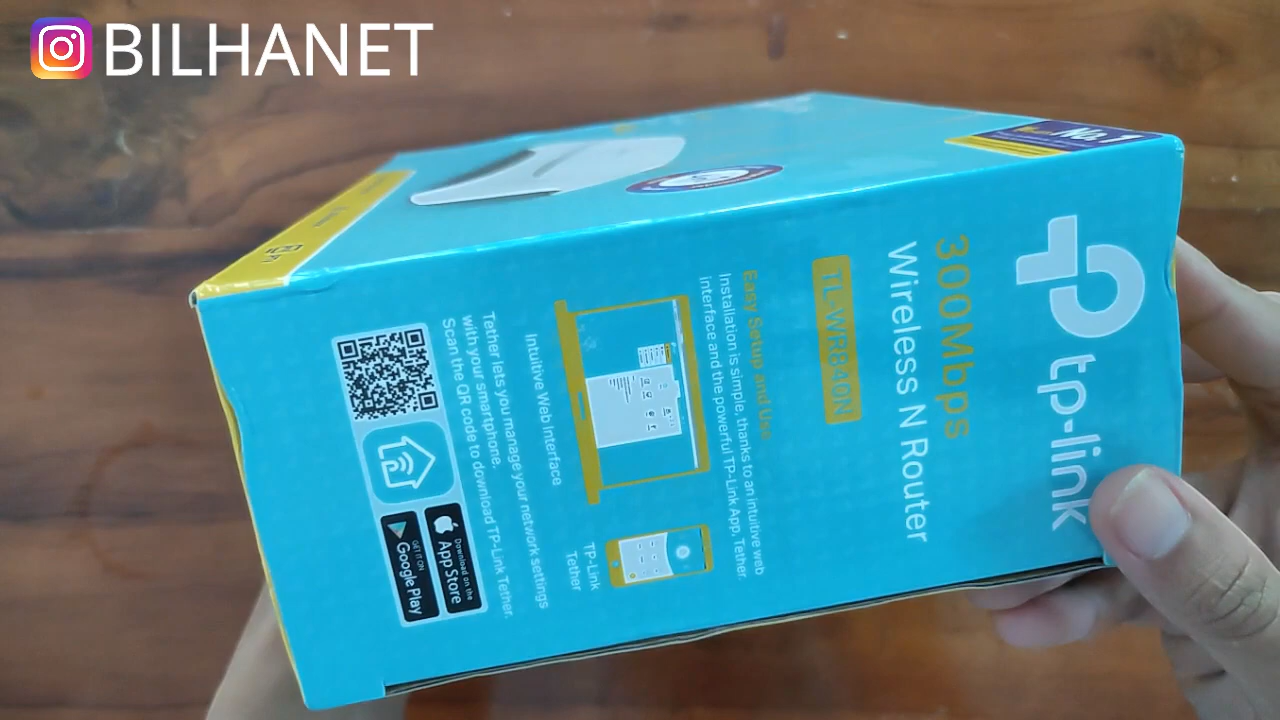 BILHANET
No.1
tp-link
300Mbps
Wireless N Router
TL-WR840N
Easy Setup and Use
Installation is simple, thanks to an intuitive web
interface and the powerful TP-Link App, Tether.
Intuitive Web Interface
TP-Link
Tether
Tether lets you manage your network settings
with your smartphone.
Scan the QR code to download TP-Link Tether.
Download on the
App Store
GET IT ON
Google Play